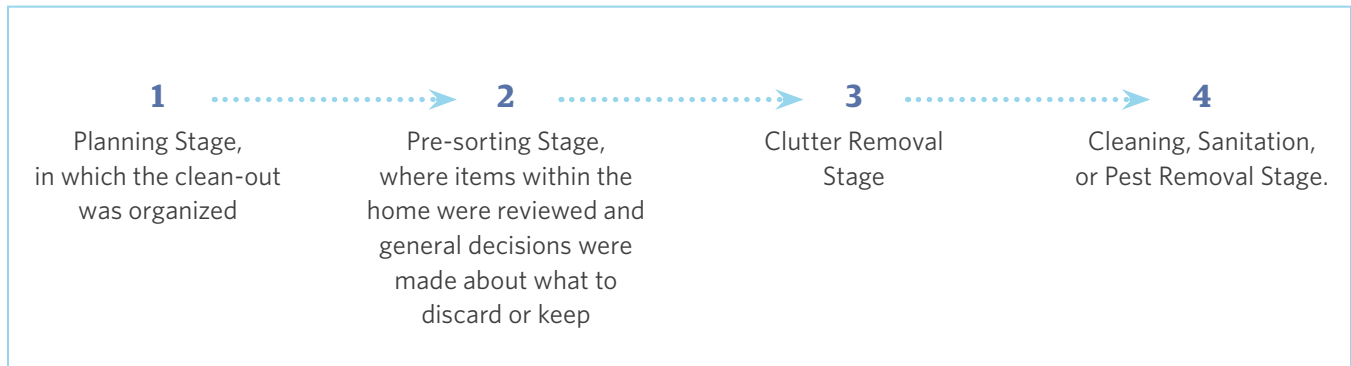 1
Planning Stage,
in which the clean-out
was organized
2
Pre-sorting Stage,
where items within the
home were reviewed and
general decisions were
made about what to
discard or keep
3
Clutter Removal
Stage
4
Cleaning, Sanitation,
or Pest Removal Stage.